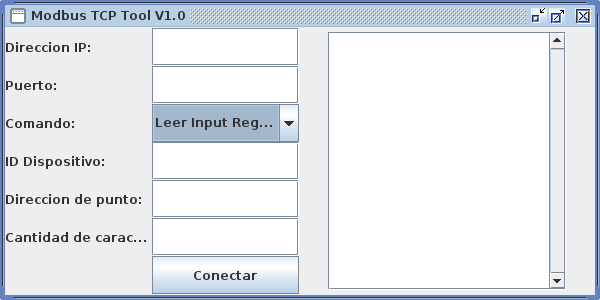 Modbus TCP Tool V1.0
Direccion IP:
Puerto:
Comando:
Leer Input Reg...
ID Dispositivo:
Direccion de punto:
Cantidad de carac...
Conectar